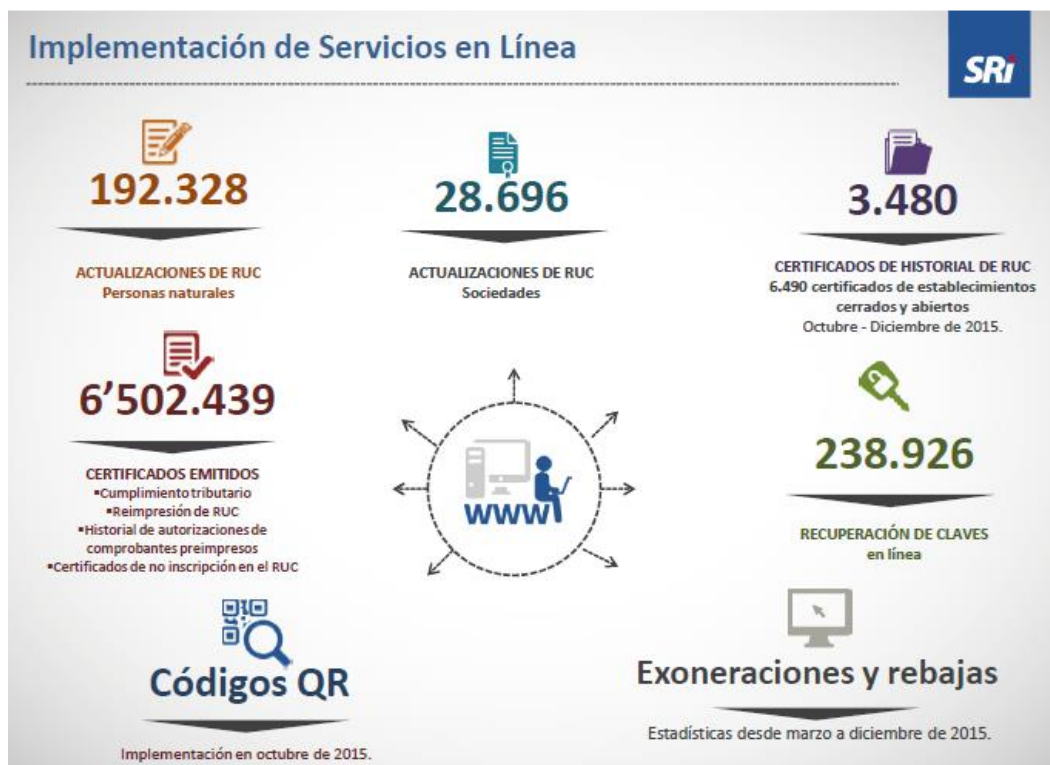 Implementación de Servicios en Línea
SRi
192.328
ACTUALIZACIONES DE RUC
Personas naturales
28.696
ACTUALIZACIONES DE RUC
Sociedades
3.480
CERTIFICADOS DE HISTORIAL DE RUC
6.490 certificados de establecimientos
cerrados y abiertos
Octubre - Diciembre de 2015.
6’502.439
CERTIFICADOS EMITIDOS
▪Cumplimiento tributario
▪Reimpresión de RUC
▪Historial de autorizaciones de
comprobantes preimpresos
▪Certificados de no inscripción en el RUC
WWW
238.926
RECUPERACIÓN DE CLAVES
en línea
Códigos QR
Implementación en octubre de 2015.
Exoneraciones y rebajas
Estadísticas desde marzo a diciembre de 2015.